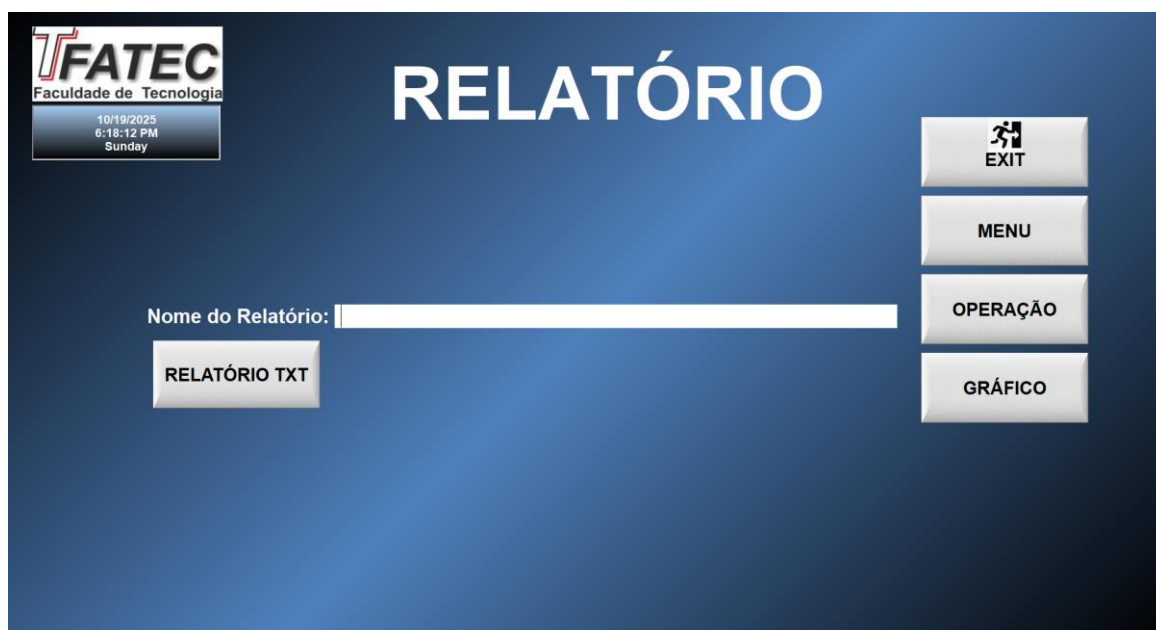 FATEC
Faculdade de Tecnologia
10/19/2025
6:18:12 PM
Sunday
RELATÓRIO
EXIT
MENU
OPERAÇÃO
GRÁFICO
Nome do Relatório:
RELATÓRIO TXT